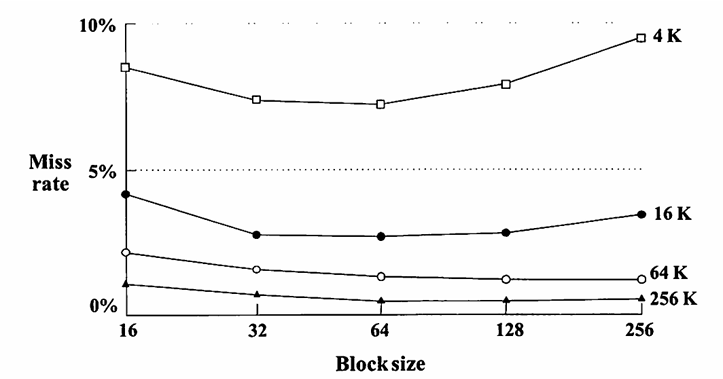 10%
4 K
Miss
rate
5%
16 K
64 K
256 K
0%
16 32 64 128 256
Block size